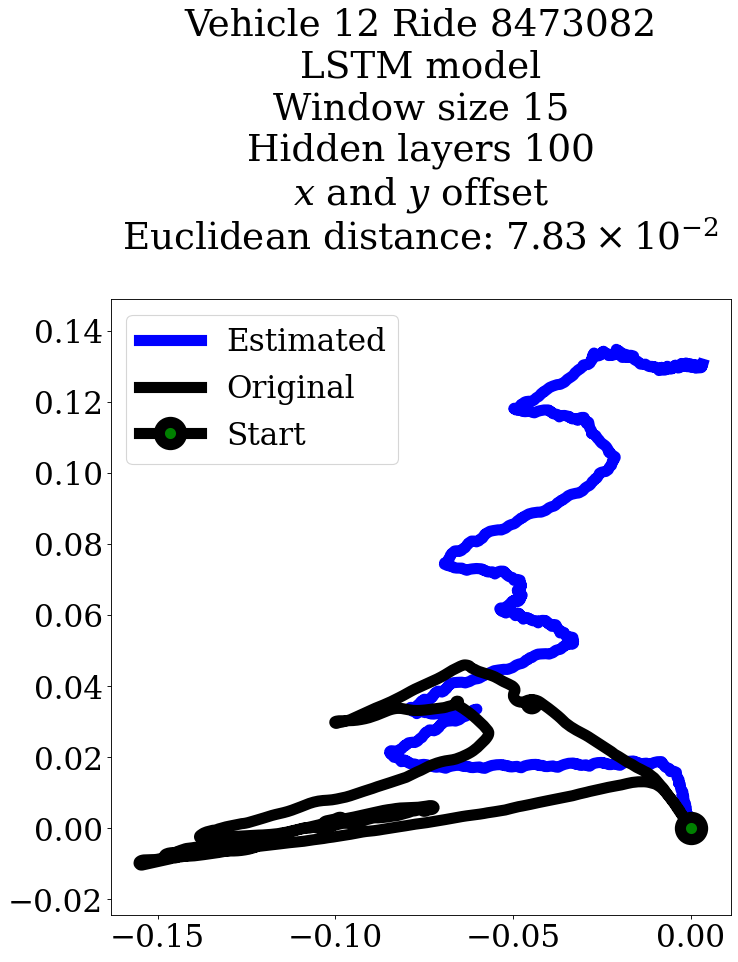 Vehicle 12 Ride 8473082
LSTM model
Window size 15
Hidden layers 100
x and y offset
Euclidean distance: 7.83 × 10⁻²
Estimated
Original
Start
0.14
0.12
0.10
0.08
0.06
0.04
0.02
0.00
−0.02
−0.15
−0.10
−0.05
0.00